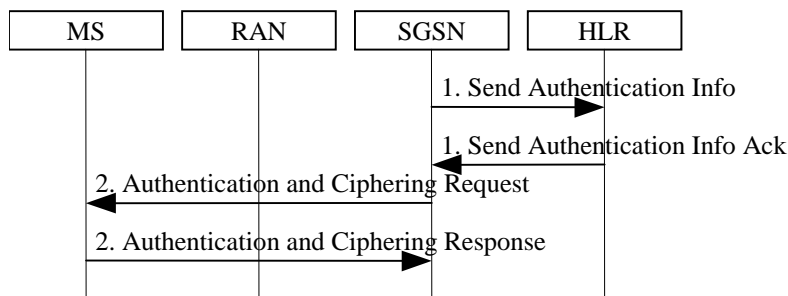 MS RAN SGSN HLR
1. Send Authentication Info
1. Send Authentication Info Ack
2. Authentication and Ciphering Request
2. Authentication and Ciphering Response